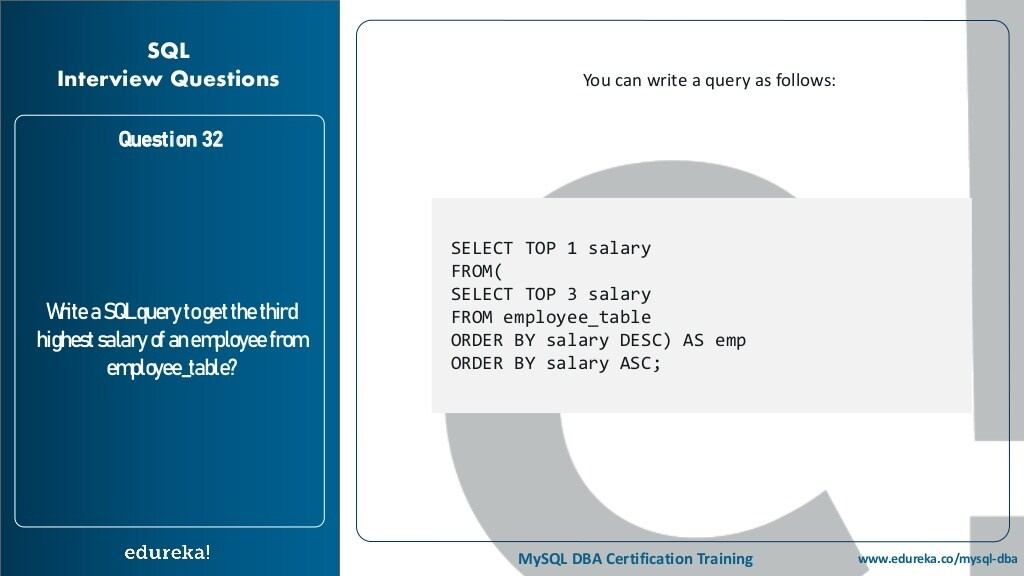 SQL
Interview Questions
Question 32
Write a SQL query to get the third
highest salary of an employee from
employee_table?
edureka!
You can write a query as follows:
SELECT TOP 1 salary
FROM(
SELECT TOP 3 salary
FROM employee_table
ORDER BY salary DESC) AS emp
ORDER BY salary ASC;
MySQL DBA Certification Training
www.edureka.co/mysql-dba